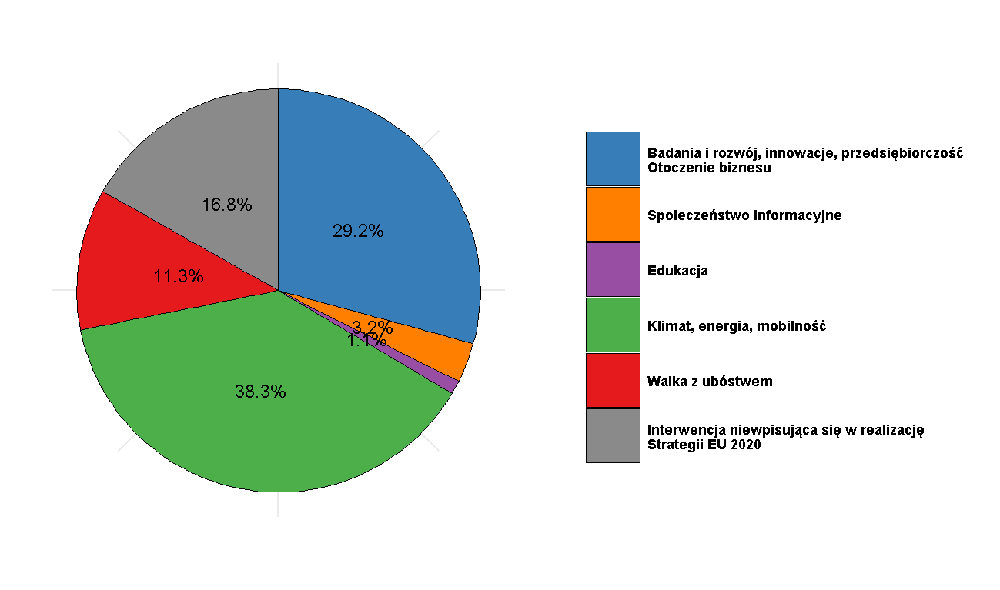 16.8%
29.2%
11.3%
3.2%
1.1%
38.3%
Badania i rozwój, innowacje, przedsiębiorczość
Otoczenie biznesu
Społeczeństwo informacyjne
Edukacja
Klimat, energia, mobilność
Walka z ubóstwem
Interwencja niewpisująca się w realizację
Strategii EU 2020